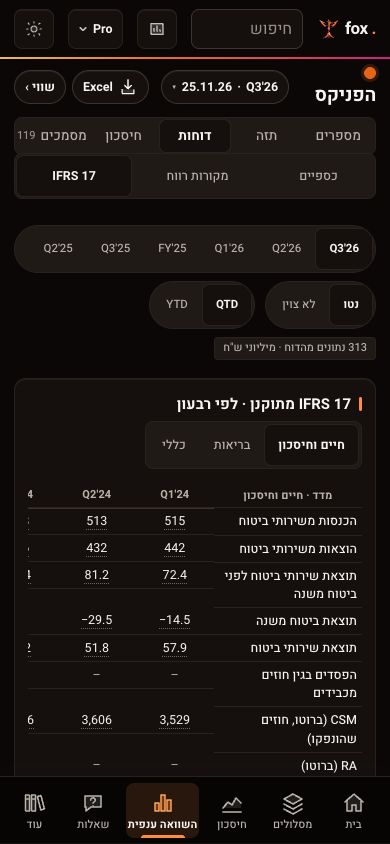 fox .
חיפוש
Pro
הפניקס
25.11.26 · Q3'26
Excel
שווי ›
מספרים תזה דוחות חיסכון מסמכים 119
כספיים מקורות רווח IFRS 17
Q3'26 Q2'26 Q1'26 FY'25 Q3'25 Q2'25
נטו לא צוין QTD YTD
313 נתונים מהדוח · מיליוני ש"ח
IFRS 17 מתוקנן · לפי רבעון
חיים וחיסכון בריאות כללי
מדד · חיים וחיסכון Q1'24 Q2'24
הכנסות משירותי ביטוח 515 513
הוצאות משירותי ביטוח 442 432
תוצאת שירותי ביטוח לפני 72.4 81.2
ביטוח משנה
תוצאת ביטוח משנה −14.5 −29.5
תוצאת שירותי ביטוח 57.9 51.8
הפסדים בגין חוזים – –
מכבידים
CSM (ברוטו, חוזים 3,529 3,606
שהונפקו)
RA (ברוטו) – –
בית מסלולים חיסכון השוואה ענפית שאלות עוד